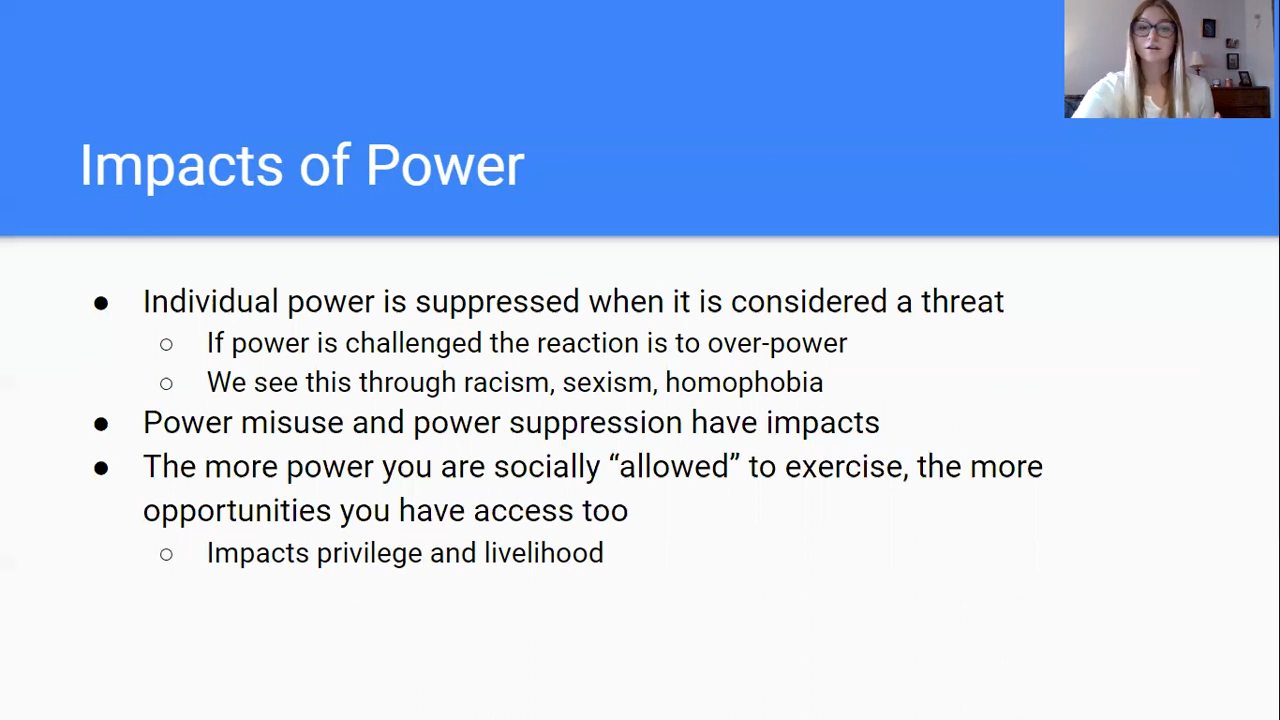 Impacts of Power
● Individual power is suppressed when it is considered a threat
○ If power is challenged the reaction is to over-power
○ We see this through racism, sexism, homophobia
● Power misuse and power suppression have impacts
● The more power you are socially “allowed” to exercise, the more
opportunities you have access too
○ Impacts privilege and livelihood